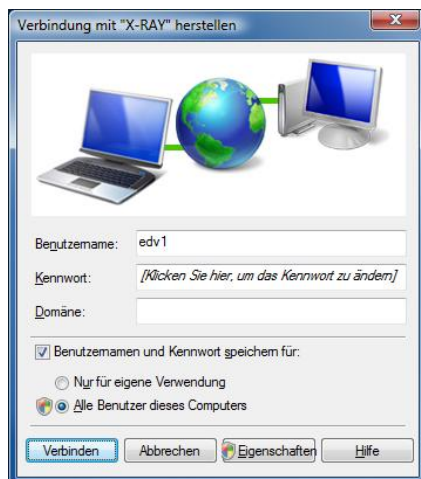 Verbindung mit "X-RAY" herstellen
Benutzername: edv1
Kennwort: [Klicken Sie hier, um das Kennwort zu ändern]
Domäne:
Benutzernamen und Kennwort speichern für:
Nur für eigene Verwendung
Alle Benutzer dieses Computers
Verbinden Abbrechen Eigenschaften Hilfe